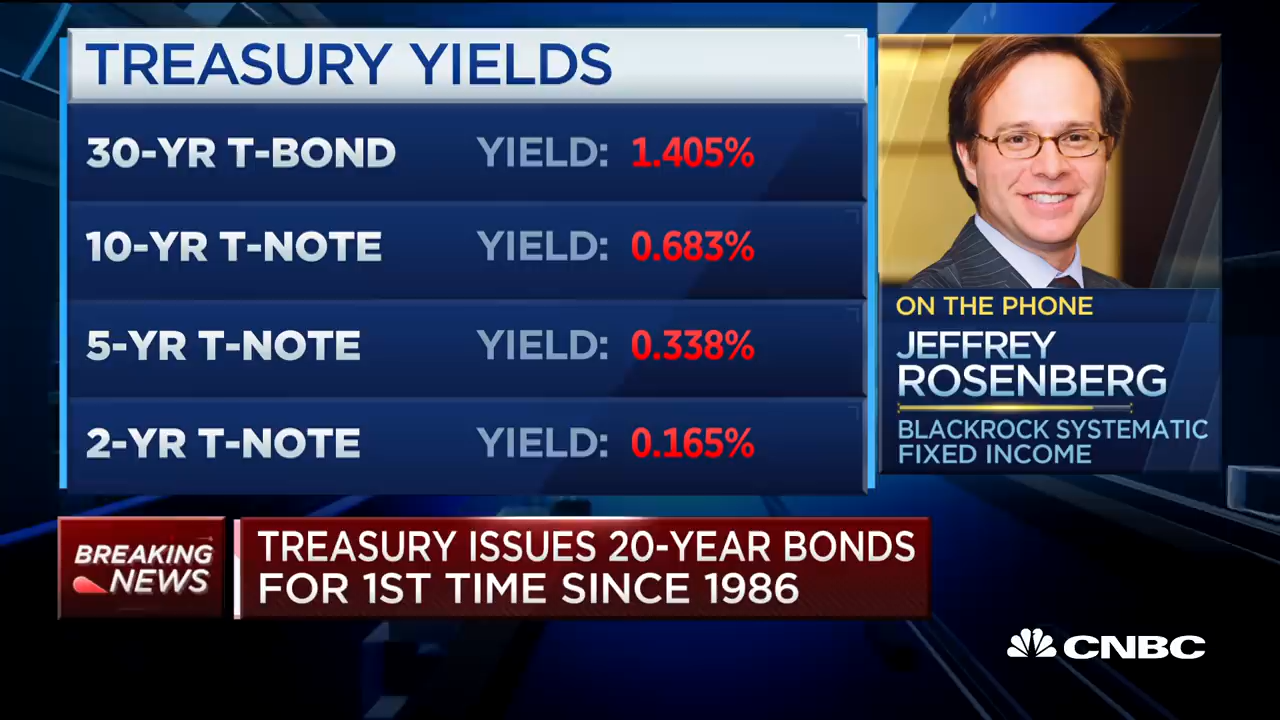 TREASURY YIELDS
30-YR T-BOND YIELD: 1.405%
10-YR T-NOTE YIELD: 0.683%
5-YR T-NOTE YIELD: 0.338%
2-YR T-NOTE YIELD: 0.165%
ON THE PHONE
JEFFREY
ROSENBERG
BLACKROCK SYSTEMATIC
FIXED INCOME
BREAKING
NEWS
TREASURY ISSUES 20-YEAR BONDS
FOR 1ST TIME SINCE 1986
CNBC